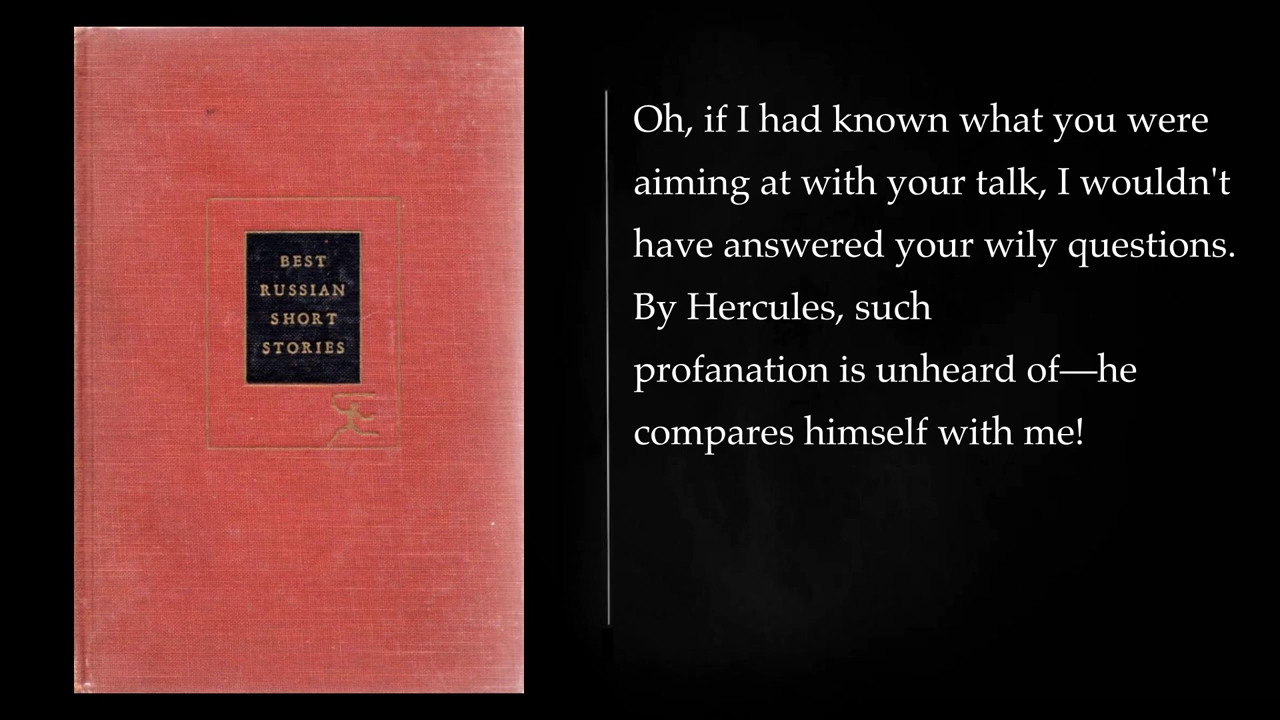 BEST
RUSSIAN
SHORT
STORIES
Oh, if I had known what you were
aiming at with your talk, I wouldn't
have answered your wily questions.
By Hercules, such
profanation is unheard of—he
compares himself with me!